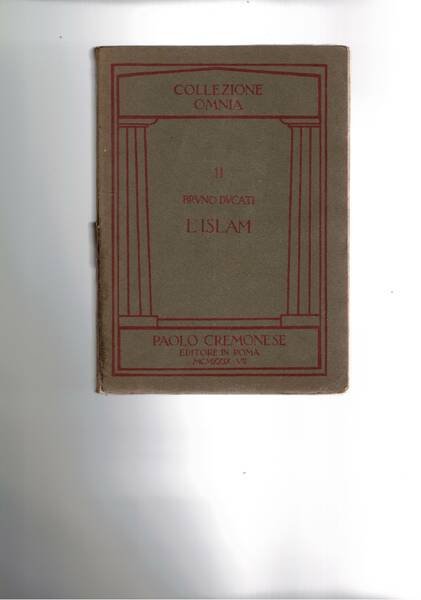 COLLEZIONE
OMNIA
11
BRVNO DVCATI
L'ISLAM
PAOLO CREMONESE
EDITORE IN ROMA
MCMXXIX - VII